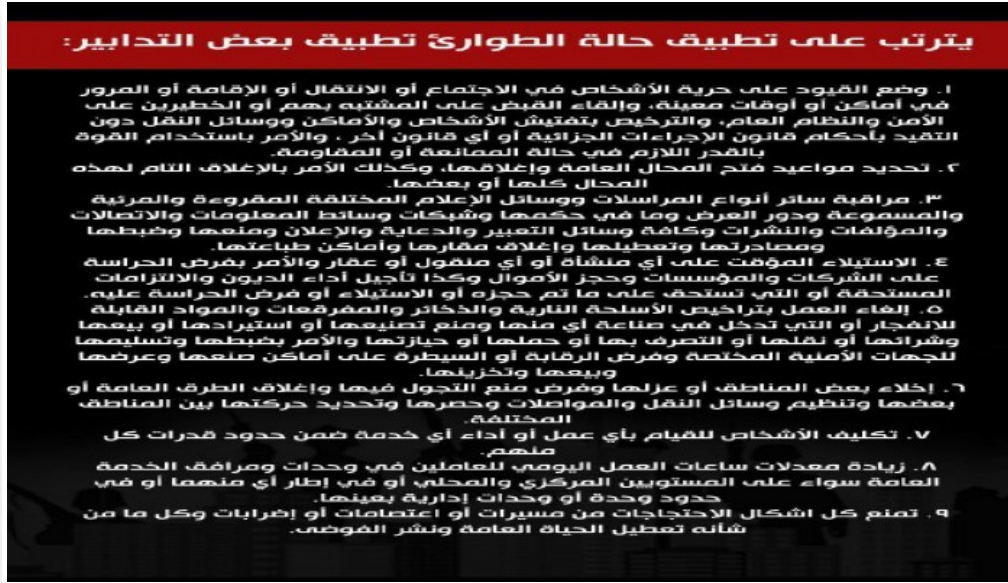 يترتب على تطبيق حالة الطوارئ تطبيق بعض التدابير:
١. وضع القيود على حرية الأشخاص في الاجتماع أو الانتقال أو الإقامة أو المرور
في أماكن أو أوقات معينة، وإلقاء القبض على المشتبه بهم أو الخطيرين على
الأمن والنظام العام، والترخيص بتفتيش الأشخاص والأماكن ووسائل النقل دون
التقيد بأحكام قانون الإجراءات الجزائية أو أي قانون أخر ، والأمر باستخدام القوة
بالقدر اللازم في حالة الممانعة أو المقاومة.
٢. تحديد مواعيد فتح المحال العامة وإغلاقها، وكذلك الأمر بالإغلاق التام لهذه
المحال كلها أو بعضها.
٣. مراقبة سائر أنواع المراسلات ووسائل الإعلام المختلقة المقروءة والمرئية
والمسموعة ودور العرض وما في حكمها وشبكات وسائط المعلومات والاتصالات
والمؤلفات والنشرات وكافة وسائل التعبير والدعاية والإعلان ومنعها وضبطها
ومصادرتها وتعطيلها وإغلاق مقارها وأماكن طباعتها.
٤. الاستيلاء المؤقت على أي منشأة أو أي منقول أو عقار والأمر بفرض الحراسة
على الشركات والمؤسسات وحجز الأموال وكذا تأجيل أداء الديون والالتزامات
المستحقة أو التي تستحق على ما تم حجزه أو الاستيلاء أو فرض الحراسة عليه.
٥. إلغاء العمل بتراخيص الأسلحة النارية والذخائر والمفرقعات والمواد القابلة
للانفجار أو التي تدخل في صناعة أي منها ومنع تصنيعها أو استيرادها أو بيعها
وشرائها أو نقلها أو التصرف بها أو حملها أو حيازتها والأمر بضبطها وتسليمها
للجهات الأمنية المختصة وفرض الرقابة أو السيطرة على أماكن صنعها وعرضها
وبيعها وتخزينها.
٦. إخلاء بعض المناطق أو عزلها وفرض منع التجول فيها وإغلاق الطرق العامة أو
بعضها وتنظيم وسائل النقل والمواصلات وحصرها وتحديد حركتها بين المناطق
المختلفة.
٧. تكليف الأشخاص للقيام بأي عمل أو أداء أي خدمة ضمن حدود قدرات كل
منهم.
٨. زيادة معدلات ساعات العمل اليومي للعاملين في وحدات ومرافق الخدمة
العامة سواء على المستويين المركزي والمحلي أو في إطار أي منهما أو في
حدود وحدة أو وحدات إدارية بعينها.
٩. تمنع كل اشكال الاحتجاجات من مسيرات أو اعتصامات أو إضرابات وكل ما من
شأنه تعطيل الحياة العامة ونشر الفوضى.